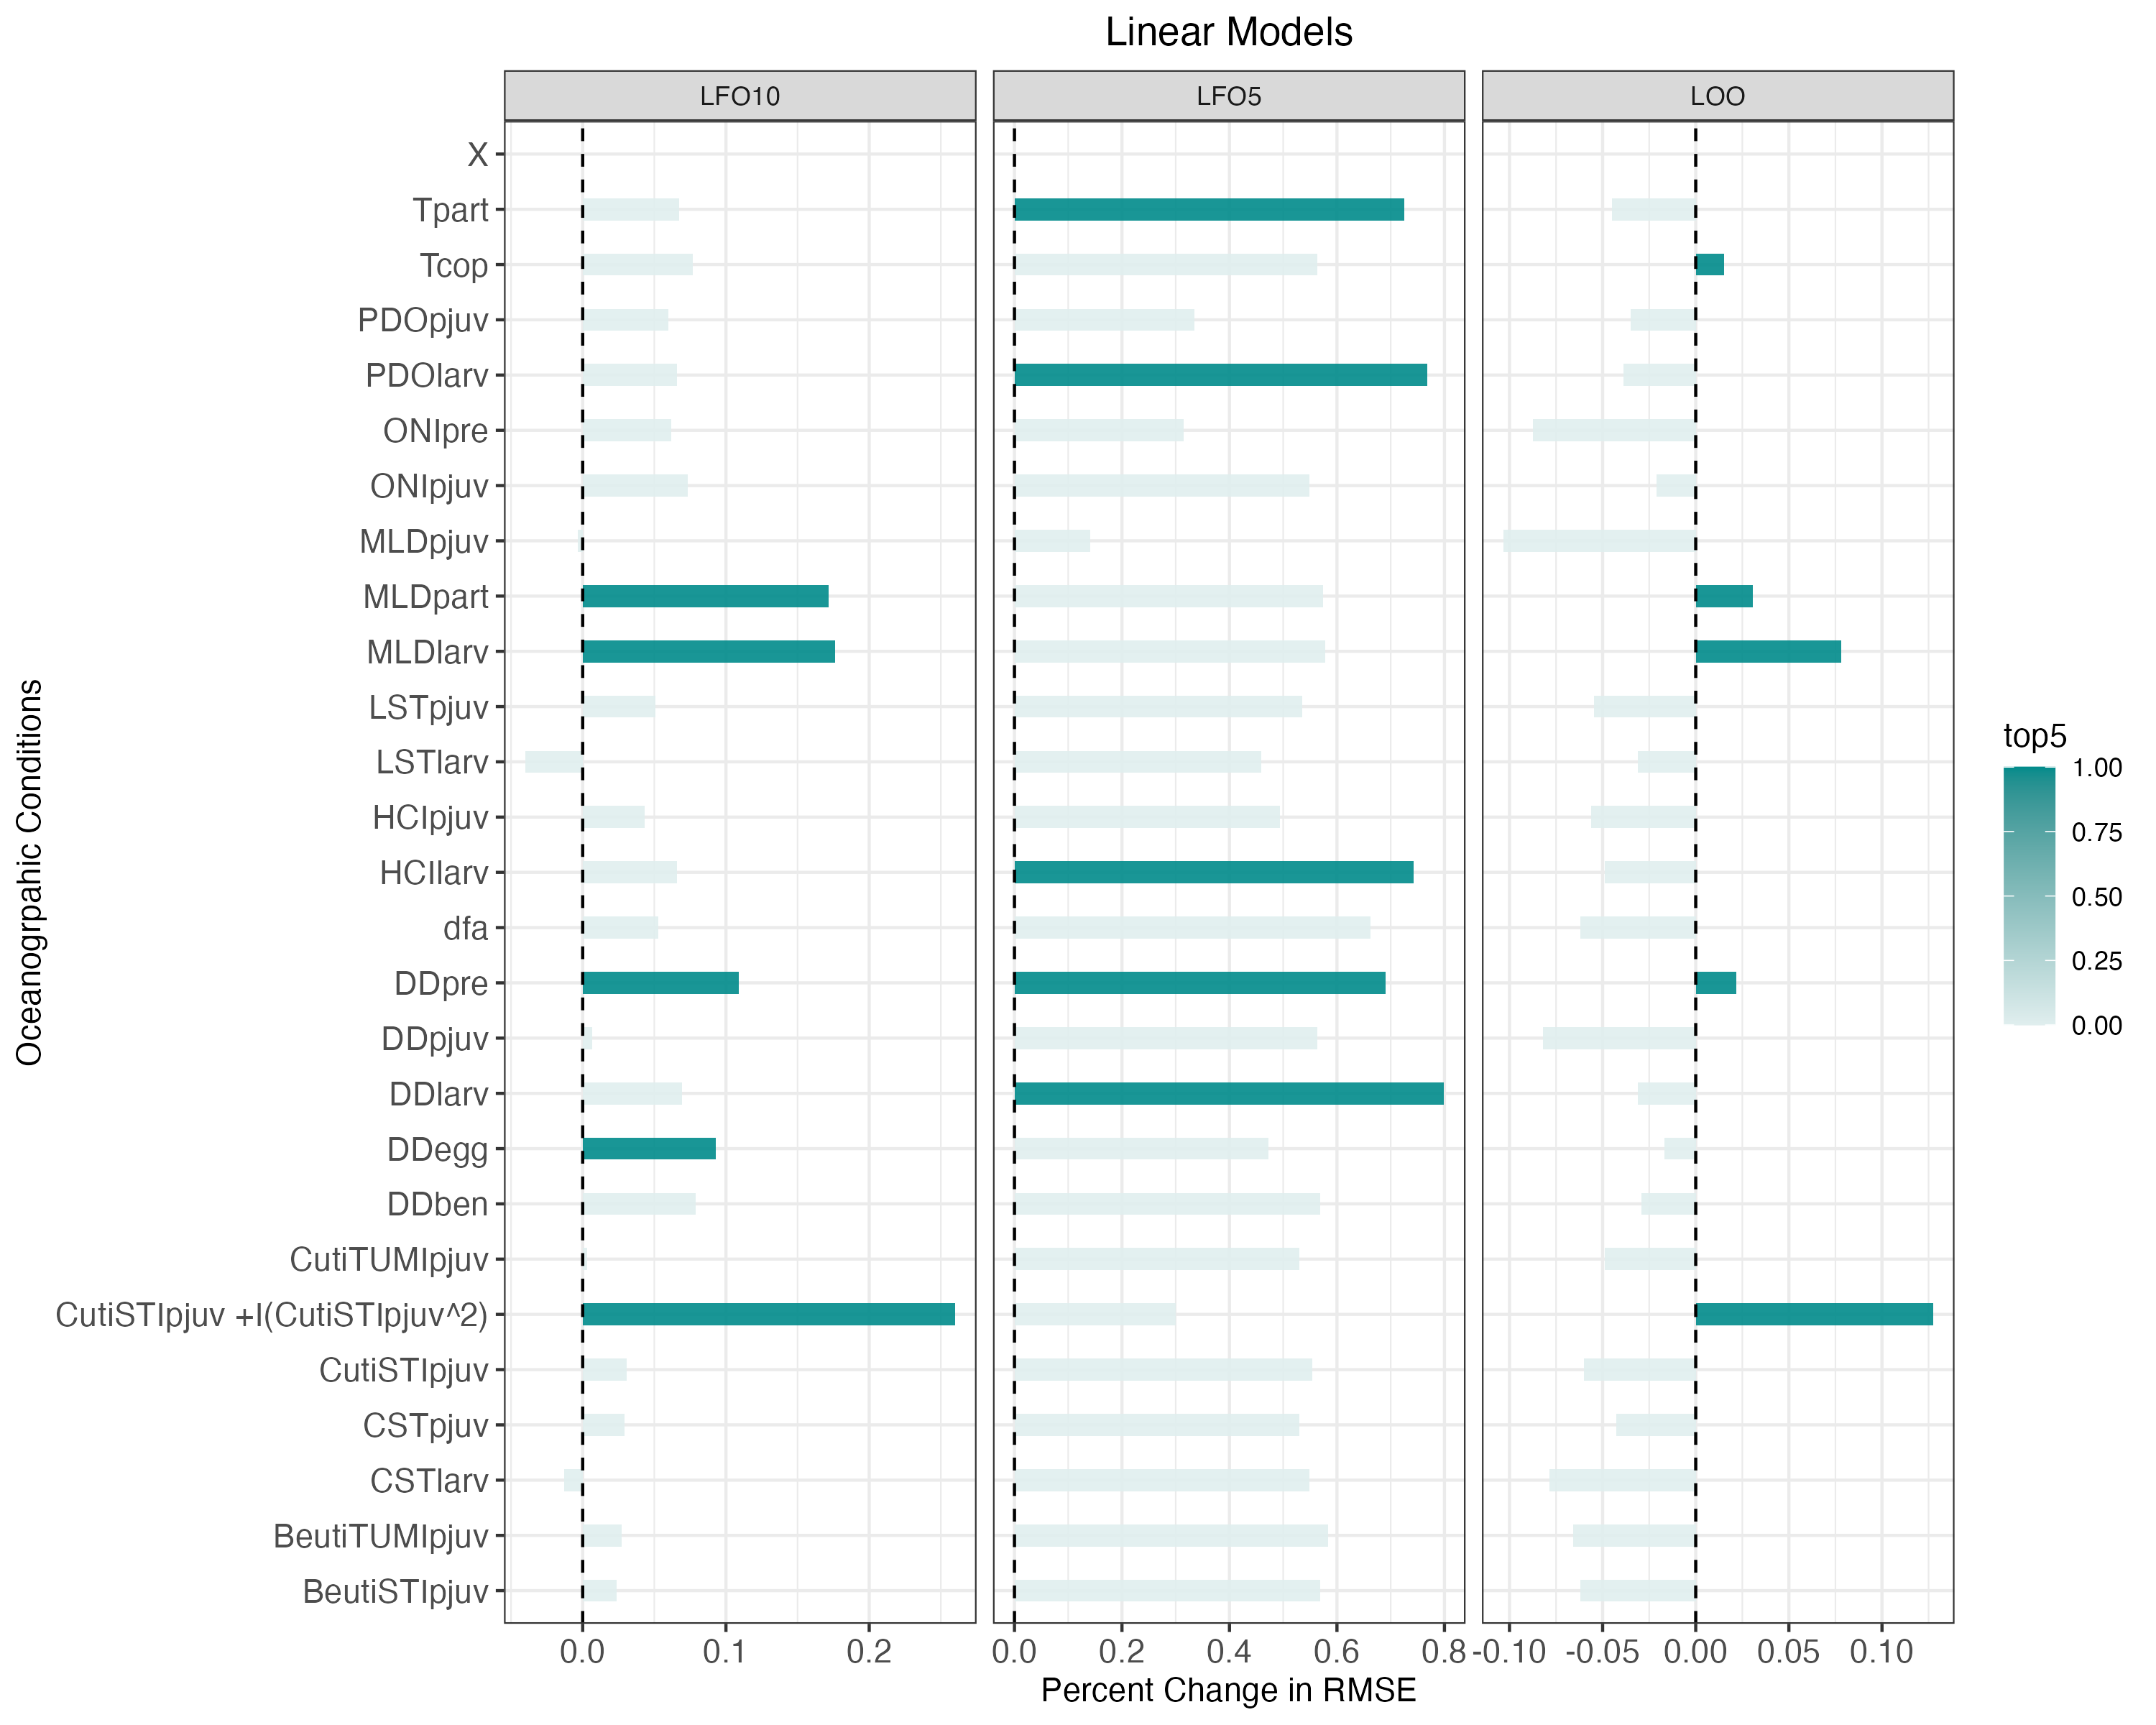 Linear Models
LFO10 LFO5 LOO
X
Tpart
Tcop
PDOpjuv
PDOlarv
ONIpre
ONIpjuv
MLDpjuv
MLDpart
MLDlarv
LSTpjuv
LSTlarv
HCIpjuv
HCIlarv
dfa
DDpre
DDpjuv
DDlarv
DDegg
DDben
CutiTUMIpjuv
CutiSTIpjuv +I(CutiSTIpjuv^2)
CutiSTIpjuv
CSTpjuv
CSTlarv
BeutiTUMIpjuv
BeutiSTIpjuv
Oceanogrpahic Conditions
0.0 0.1 0.2 0.0 0.2 0.4 0.6 0.8 -0.10 -0.05 0.00 0.05 0.10
Percent Change in RMSE
top5
1.00
0.75
0.50
0.25
0.00